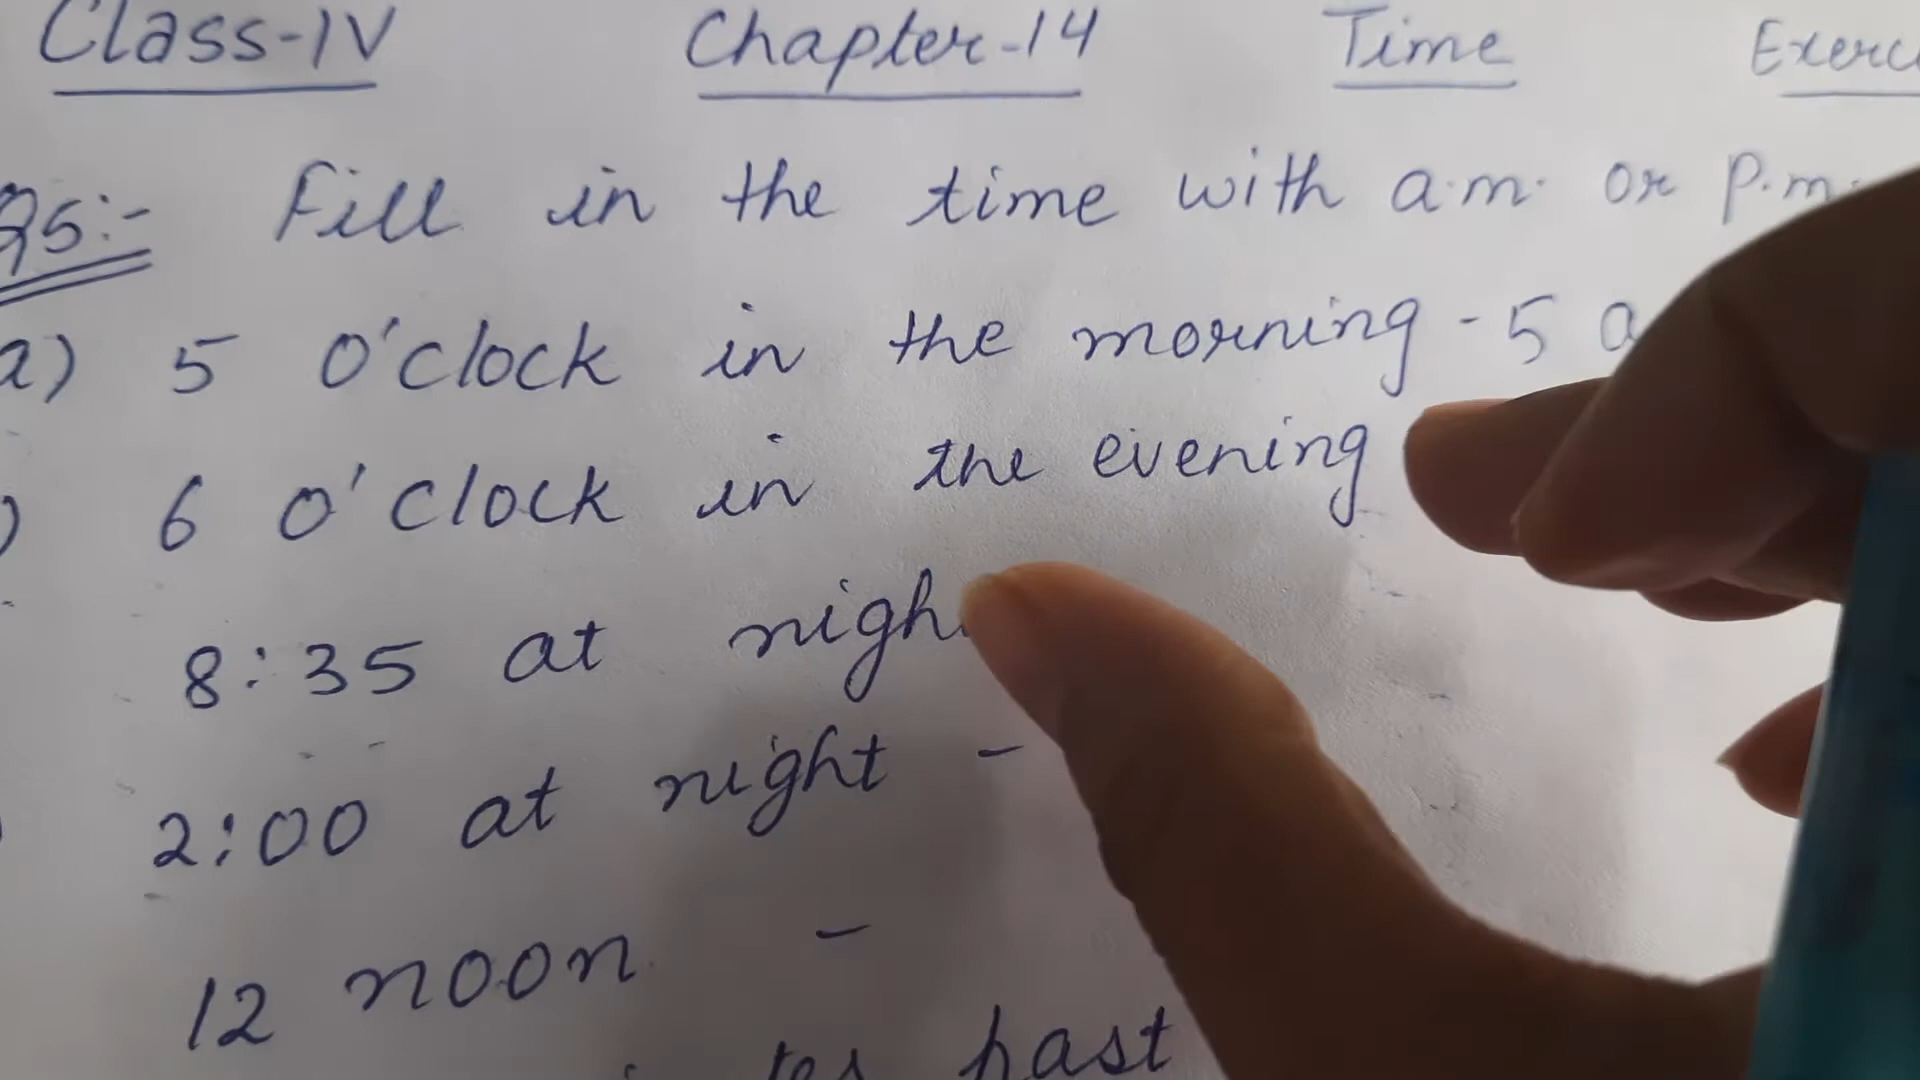 Class-IV Chapter-14 Time
Q5:- Fill in the time with a.m. or p.m.
a) 5 O'clock in the morning - 5 a
6 O'clock in the evening
8:35 at
2:00 at night -
12 noon -
past